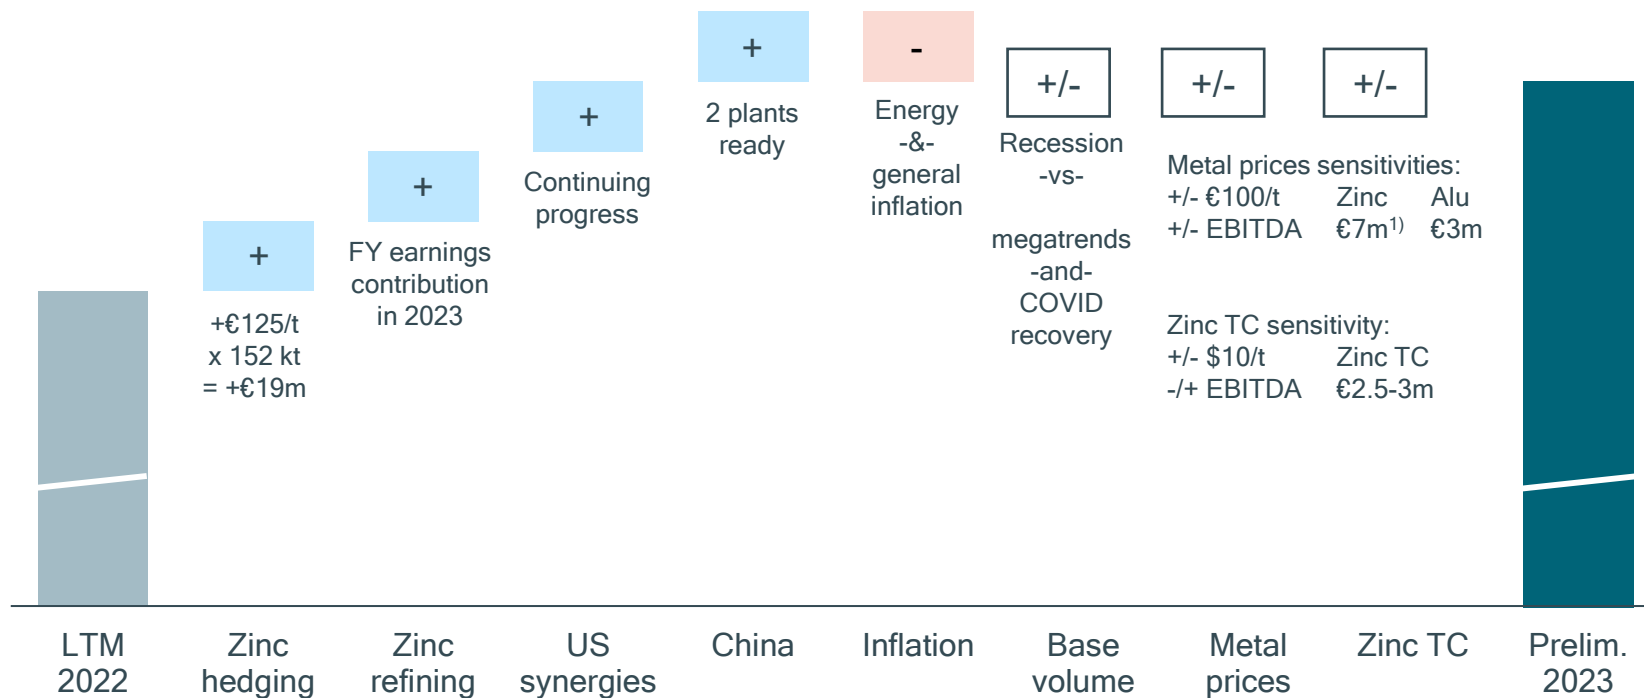 +
+€125/t
x 152 kt
= +€19m
+
FY earnings
contribution
in 2023
+
Continuing
progress
+
2 plants
ready
-
Energy
-&-
general
inflation
+/-
Recession
-vs-
megatrends
-and-
COVID
recovery
+/-
+/-
Metal prices sensitivities:
+/- €100/t Zinc Alu
+/- EBITDA €7m1) €3m
Zinc TC sensitivity:
+/- $10/t Zinc TC
-/+ EBITDA €2.5-3m
LTM
2022
Zinc
hedging
Zinc
refining
US
synergies
China
Inflation
Base
volume
Metal
prices
Zinc TC
Prelim.
2023